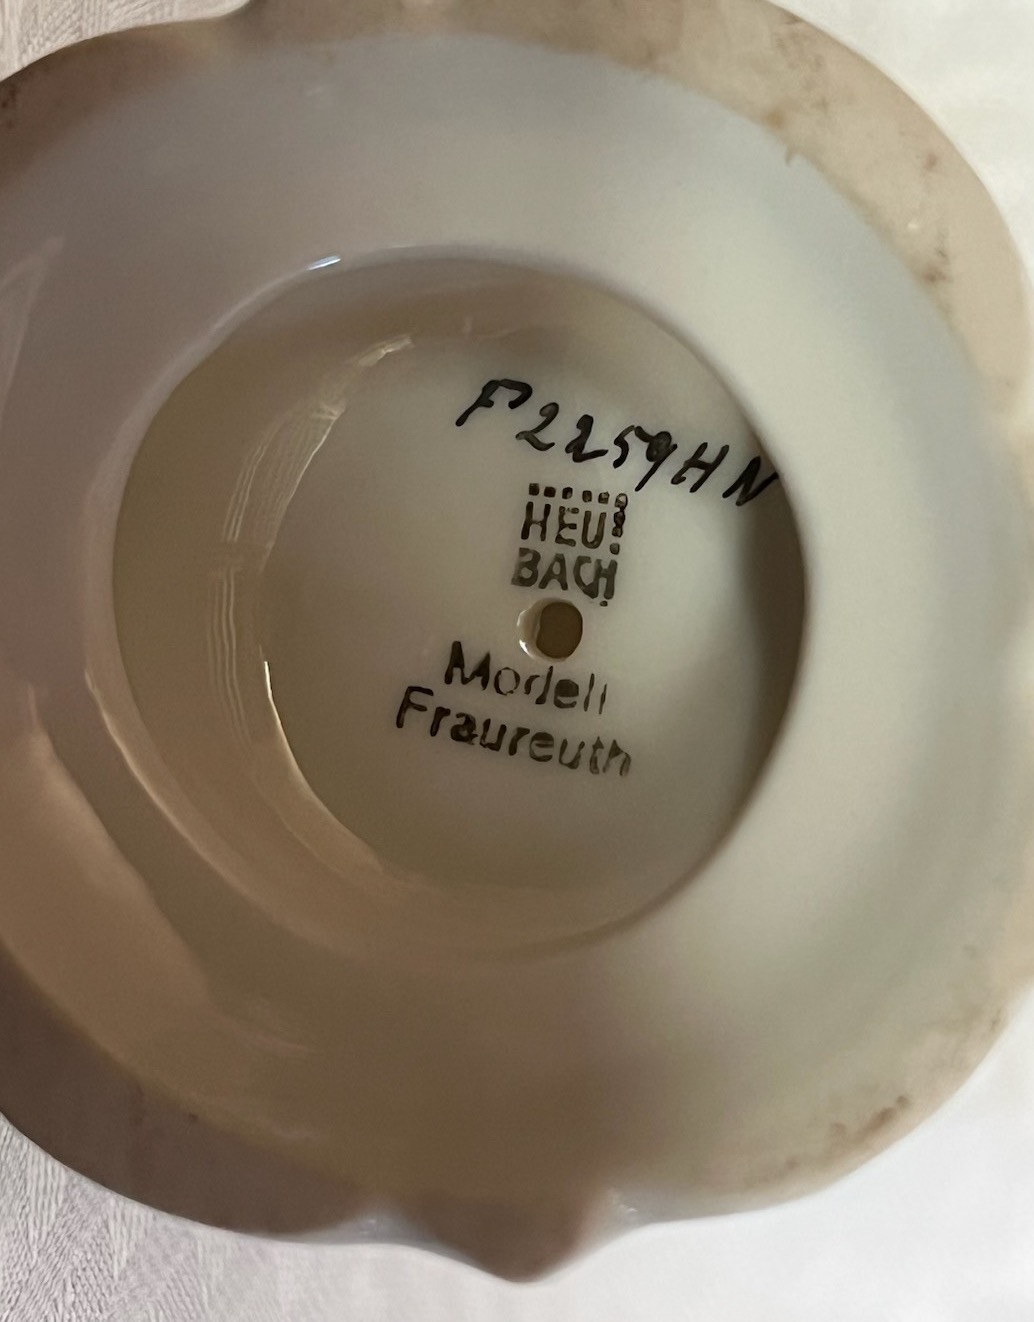 F2259HN
HEU
BACH
Modell
Fraureuth